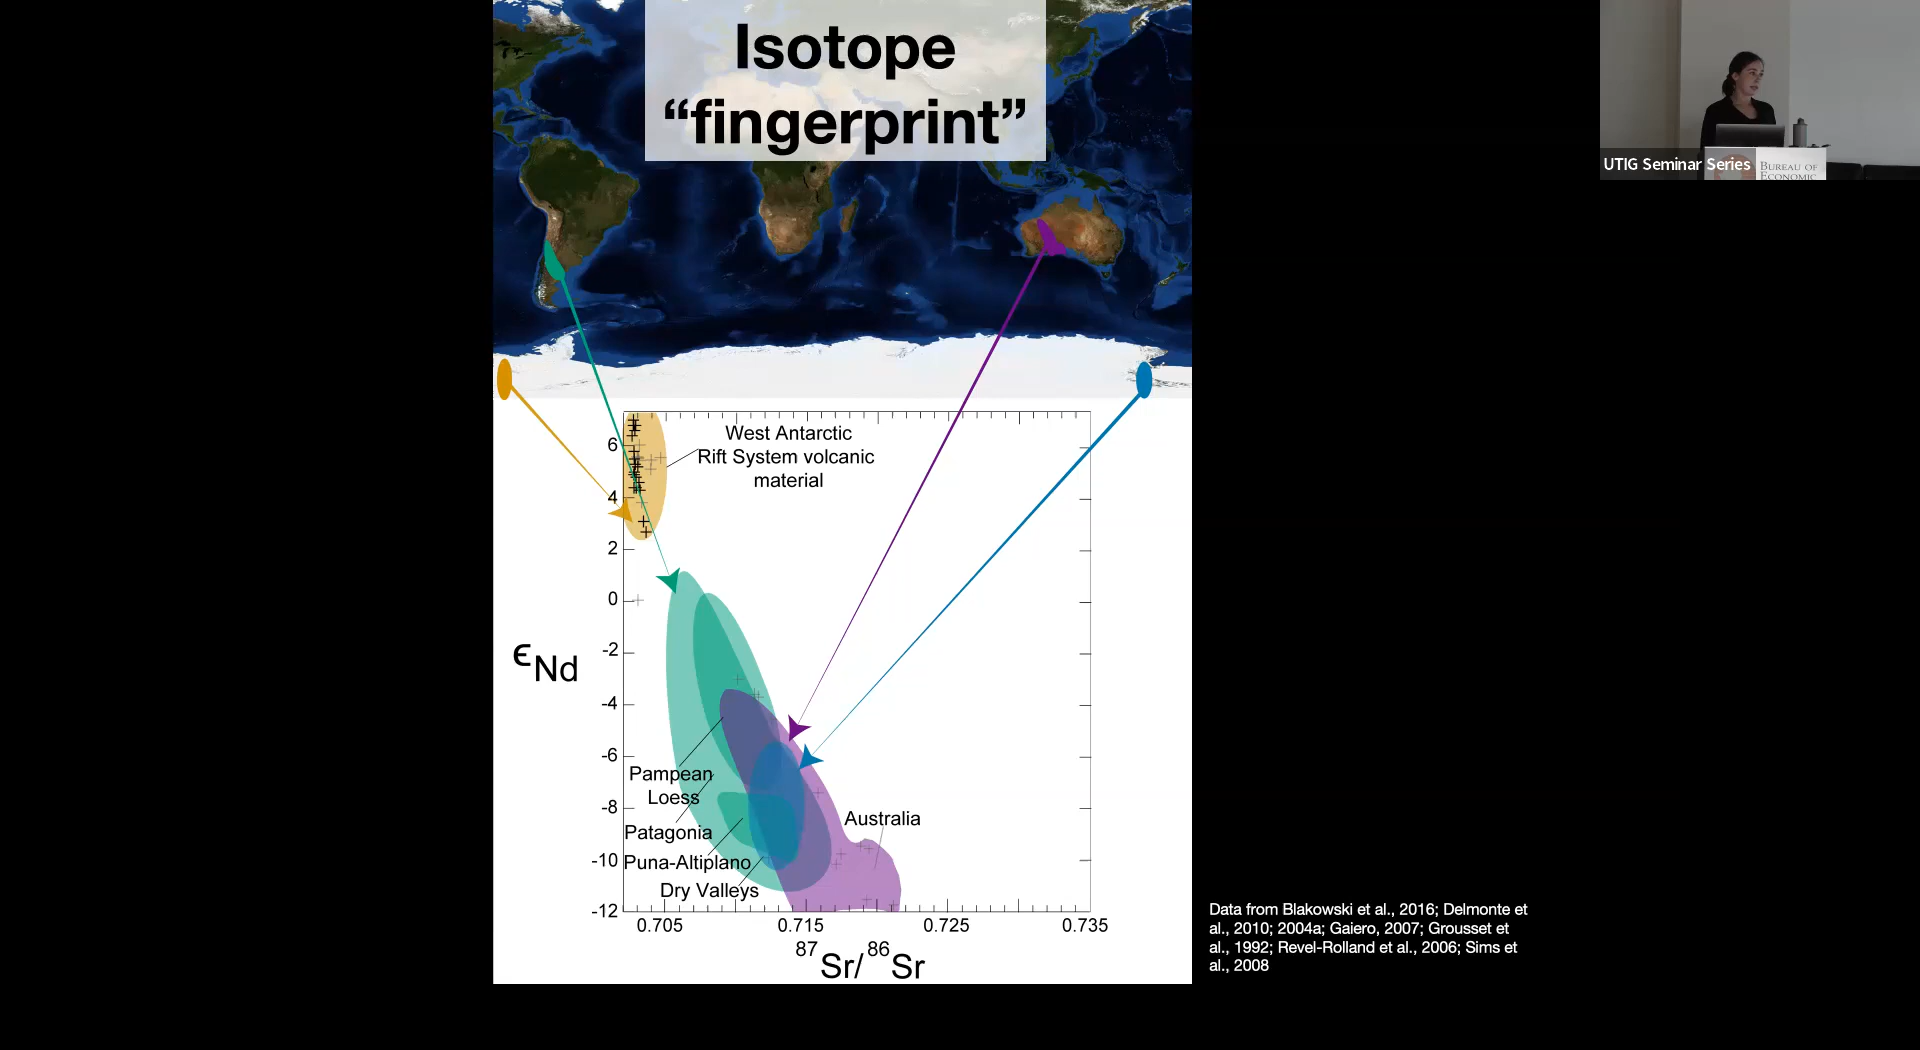 Isotope
“fingerprint”
UTIG Seminar Series
BUREAU OF
ECONOMIC
West Antarctic
Rift System volcanic
material
6
4
2
0
-2
-4
-6
-8
-10
-12
ϵNd
Pampean
Loess
Patagonia
Puna-Altiplano
Dry Valleys
Australia
0.705
0.715
0.725
0.735
87Sr/86Sr
Data from Blakowski et al., 2016; Delmonte et
al., 2010; 2004a; Gaiero, 2007; Grousset et
al., 1992; Revel-Rolland et al., 2006; Sims et
al., 2008